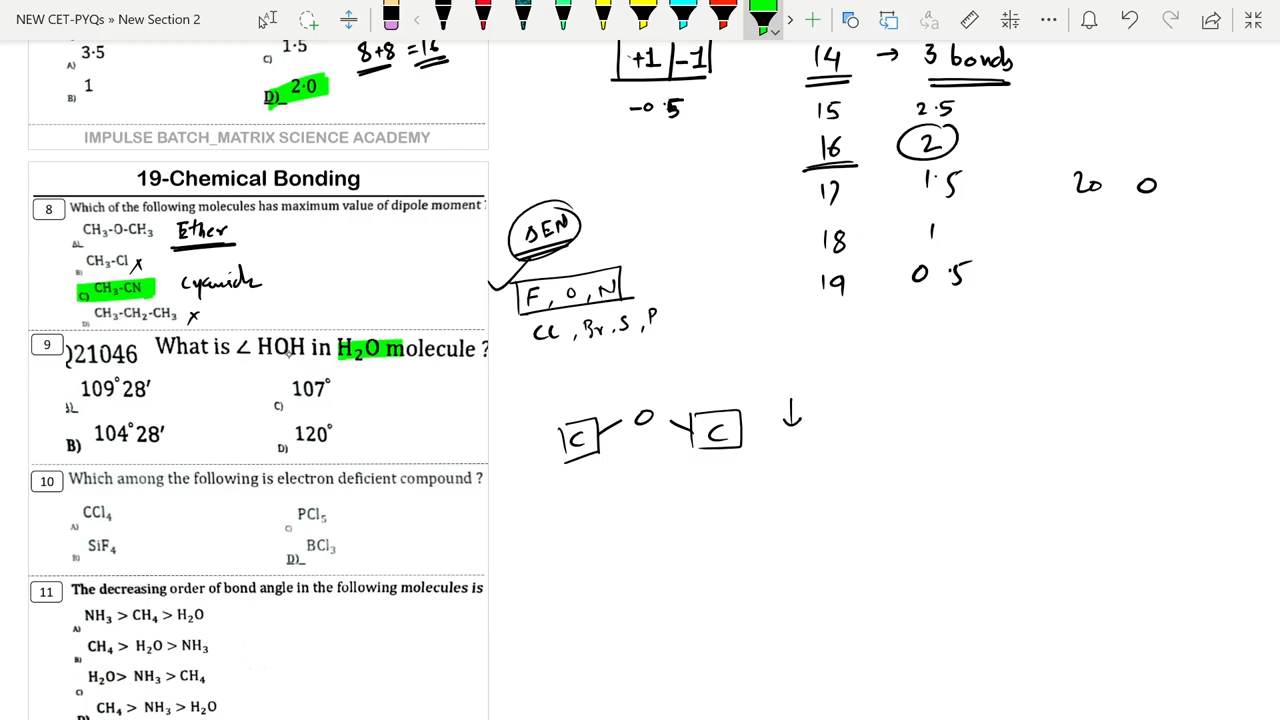 NEW CET-PYQs » New Section 2
3·5
A)
1·5
C)
8+8 = 16
1
B)
2·0
D)
IMPULSE BATCH_MATRIX SCIENCE ACADEMY
19-Chemical Bonding
8 Which of the following molecules has maximum value of dipole moment ?
CH₃-O-CH₃ Ether
A)
CH₃-Cl x
B)
CH₃-CN Cyanide
C)
CH₃-CH₂-CH₃ x
D)
9 Q21046 What is ∠ HOH in H₂O molecule ?
109°28′
A)
107°
C)
104°28′
B)
120°
D)
10 Which among the following is electron deficient compound ?
CCl₄
A)
PCl₅
C)
SiF₄
B)
BCl₃
D)
11 The decreasing order of bond angle in the following molecules is
NH₃ > CH₄ > H₂O
A)
CH₄ > H₂O > NH₃
B)
H₂O> NH₃ > CH₄
C)
CH₄ > NH₃ > H₂O
D)
+1 -1
-0.5
14 → 3 bonds
15 2.5
16 2
17 1.5
18 1
19 0.5
20 0
ΔEN
F, O, N
Cl, Br, S, P
C O C ↓